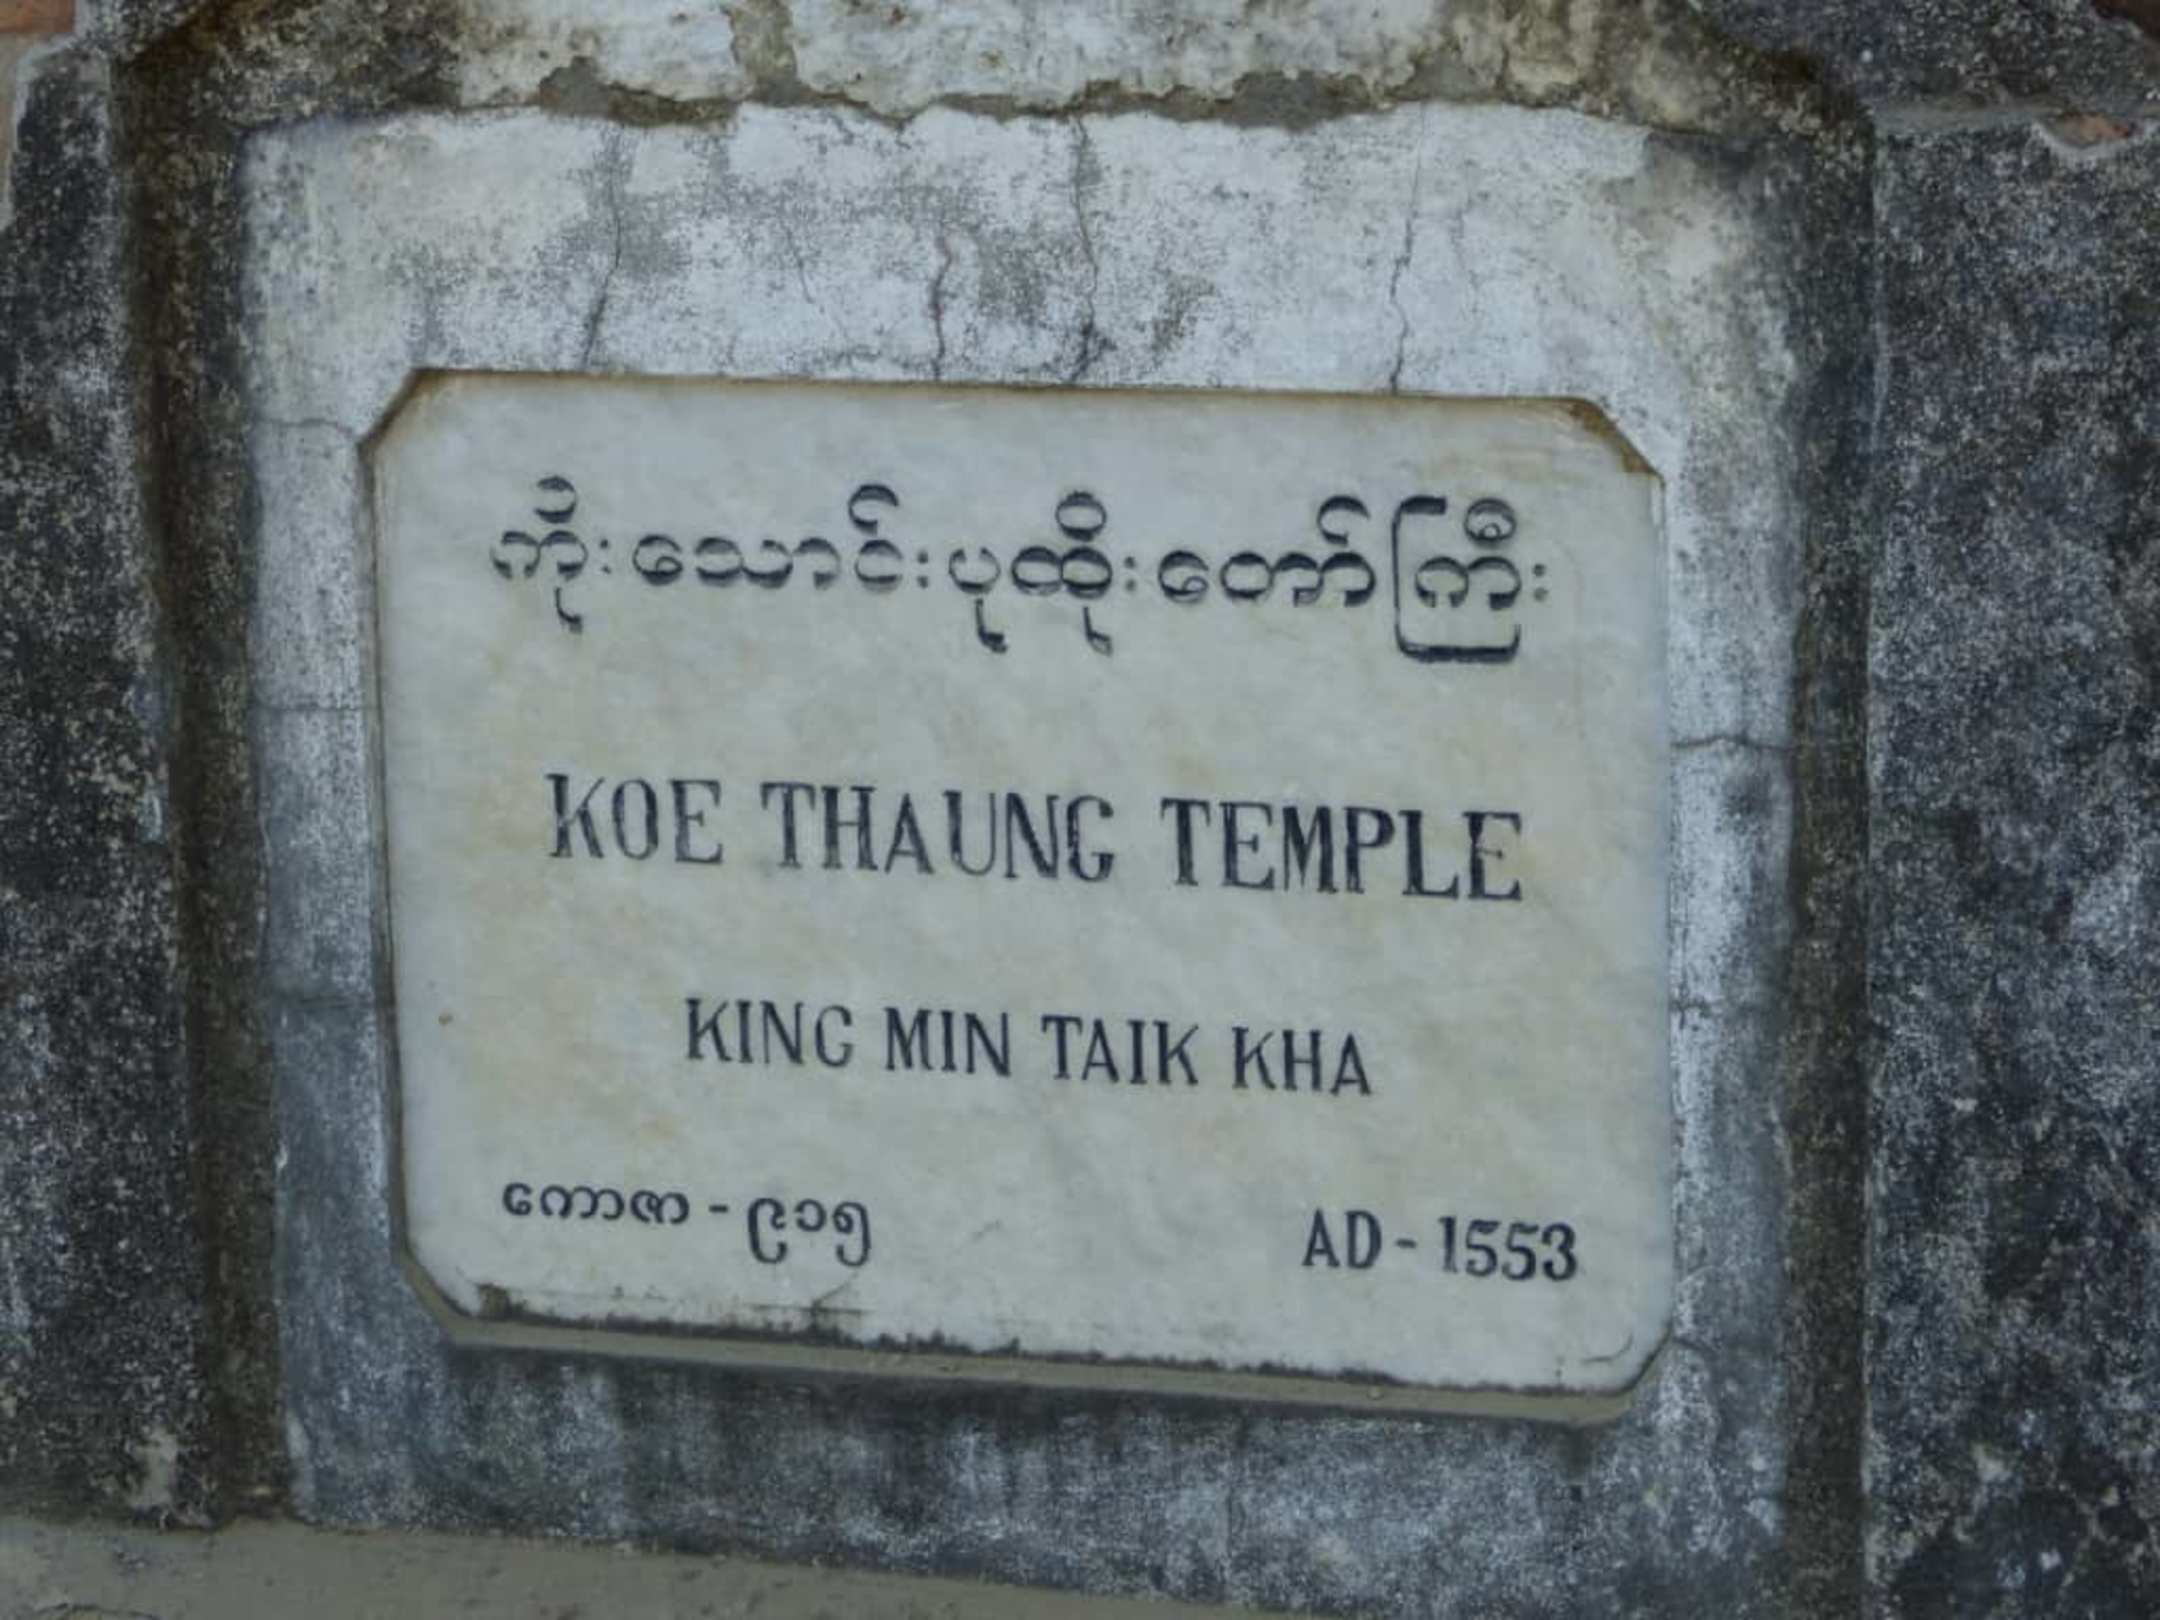 ကိုးသောင်းပုထိုးတော်ကြီး
KOE THAUNG TEMPLE
KING MIN TAIK KHA
ကောဇာ - ၉၁၅ AD - 1553